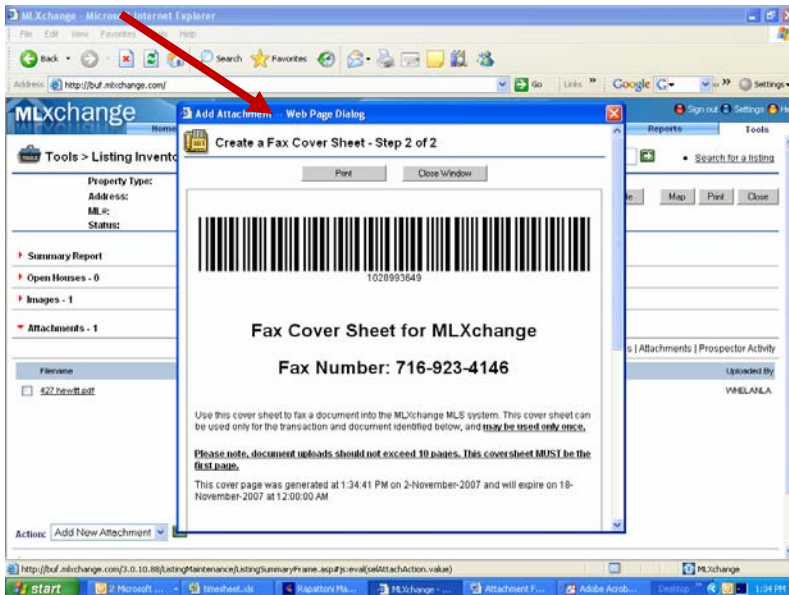 MLXchange - Microsoft Internet Explorer
File Edit View Favorites Tools Help
Back Search Favorites
Address http://buf.mlxchange.com/ Go Links Google Settings
MLXchange Sign out Settings
Home Reports Tools
Add Attachment -- Web Page Dialog
Create a Fax Cover Sheet - Step 2 of 2
Tools > Listing Invento
Search for a listing
Print Close Window
Property Type:
Address:
ML#:
Status:
Map Print Close
Summary Report
Open Houses - 0
Images - 1
Attachments - 1
1028993649
Fax Cover Sheet for MLXchange
Fax Number: 716-923-4146
s | Attachments | Prospector Activity
Filename Uploaded By
427 hewitt.pdf WHELANLA
Use this cover sheet to fax a document into the MLXchange MLS system. This cover sheet can
be used only for the transaction and document identified below, and may be used only once.
Please note, document uploads should not exceed 10 pages. This coversheet MUST be the
first page.
This cover page was generated at 1:34:41 PM on 2-November-2007 and will expire on 18-
November-2007 at 12:00:00 AM
Action: Add New Attachment
http://buf.mlxchange.com/3.0.10.88/ListingMaintenance/ListingSummaryFrame.asp#js:eval(selAttachAction.value) MLXchange
start 2 Microsoft ... timesheet.xls Rapattoni Ma... MLXchange - ... Attachment F... Adobe Acrob... Desktop 1:34 PM